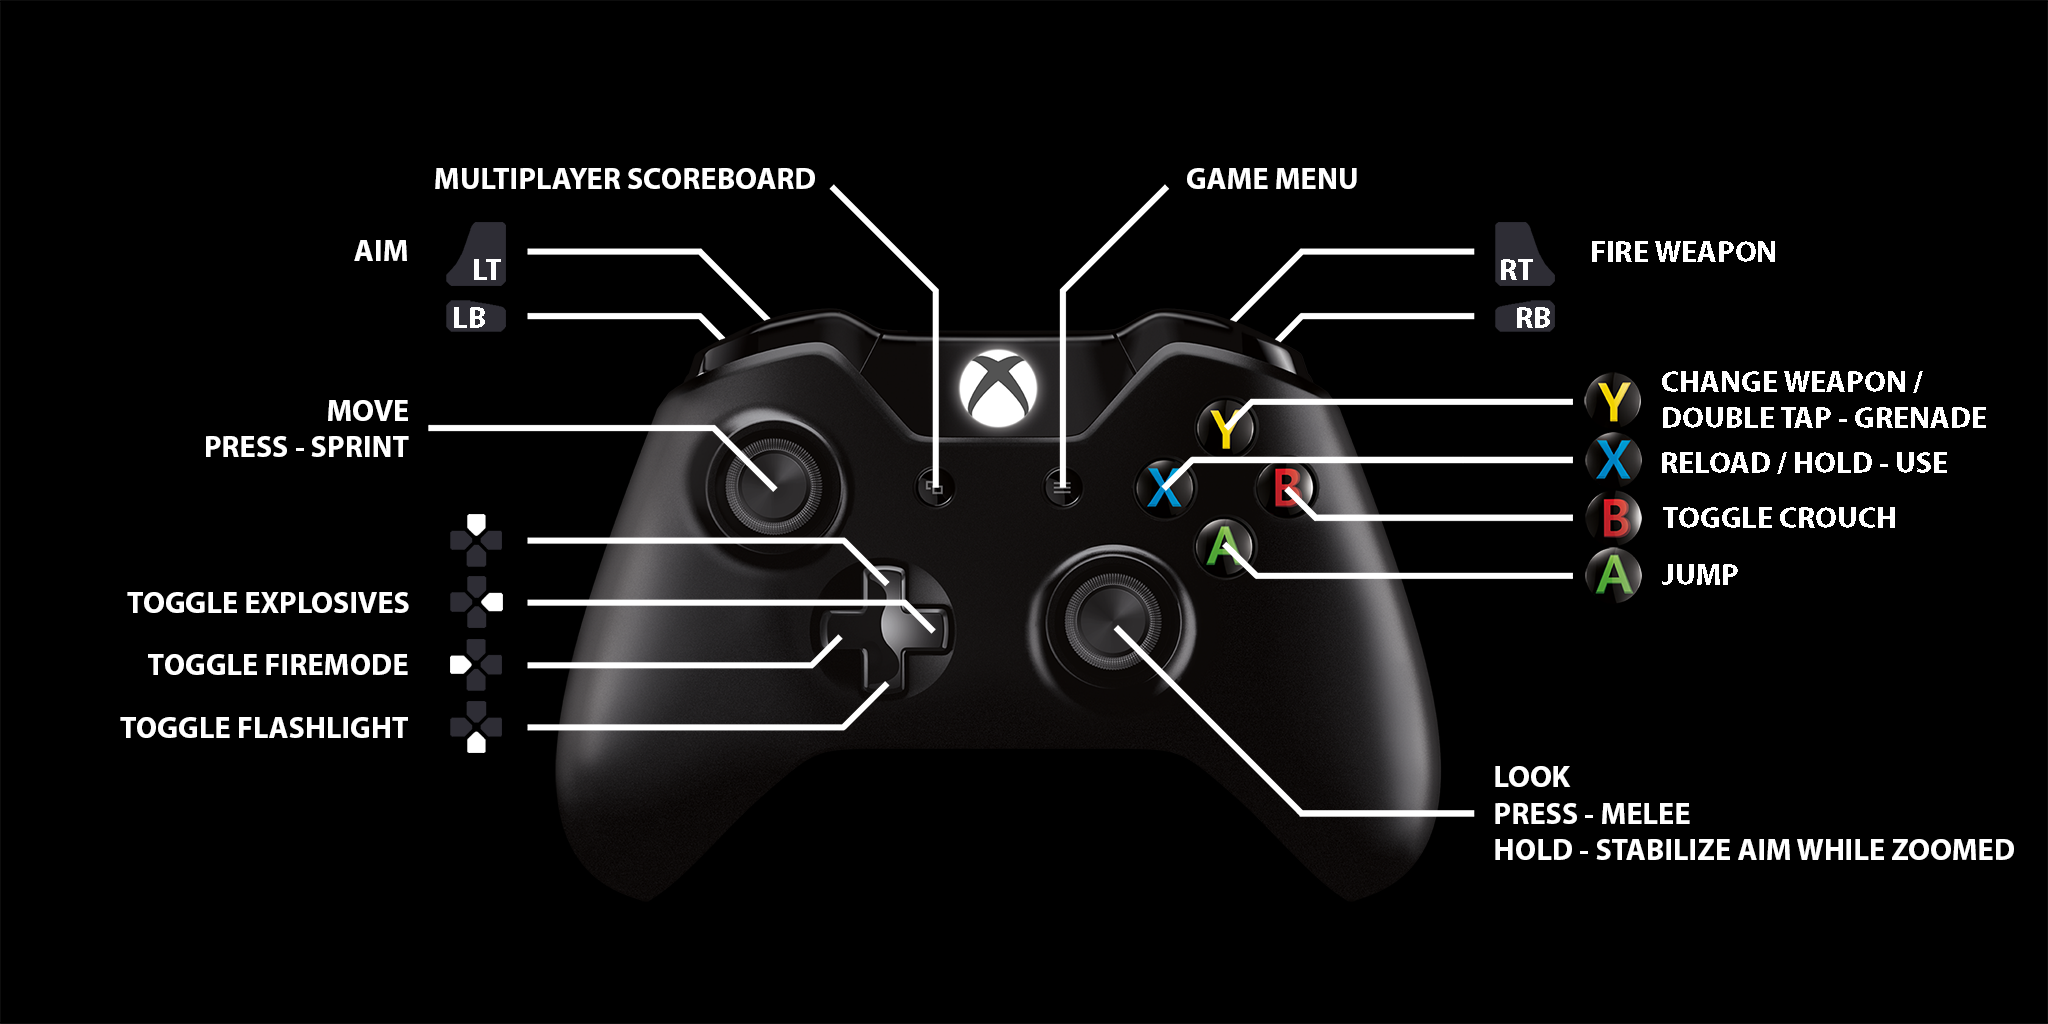 MULTIPLAYER SCOREBOARD
GAME MENU
AIM
LT
LB
RT
FIRE WEAPON
RB
MOVE
PRESS - SPRINT
Y
CHANGE WEAPON /
DOUBLE TAP - GRENADE
X
RELOAD / HOLD - USE
B
TOGGLE CROUCH
A
JUMP
Y
X
B
A
TOGGLE EXPLOSIVES
TOGGLE FIREMODE
TOGGLE FLASHLIGHT
LOOK
PRESS - MELEE
HOLD - STABILIZE AIM WHILE ZOOMED